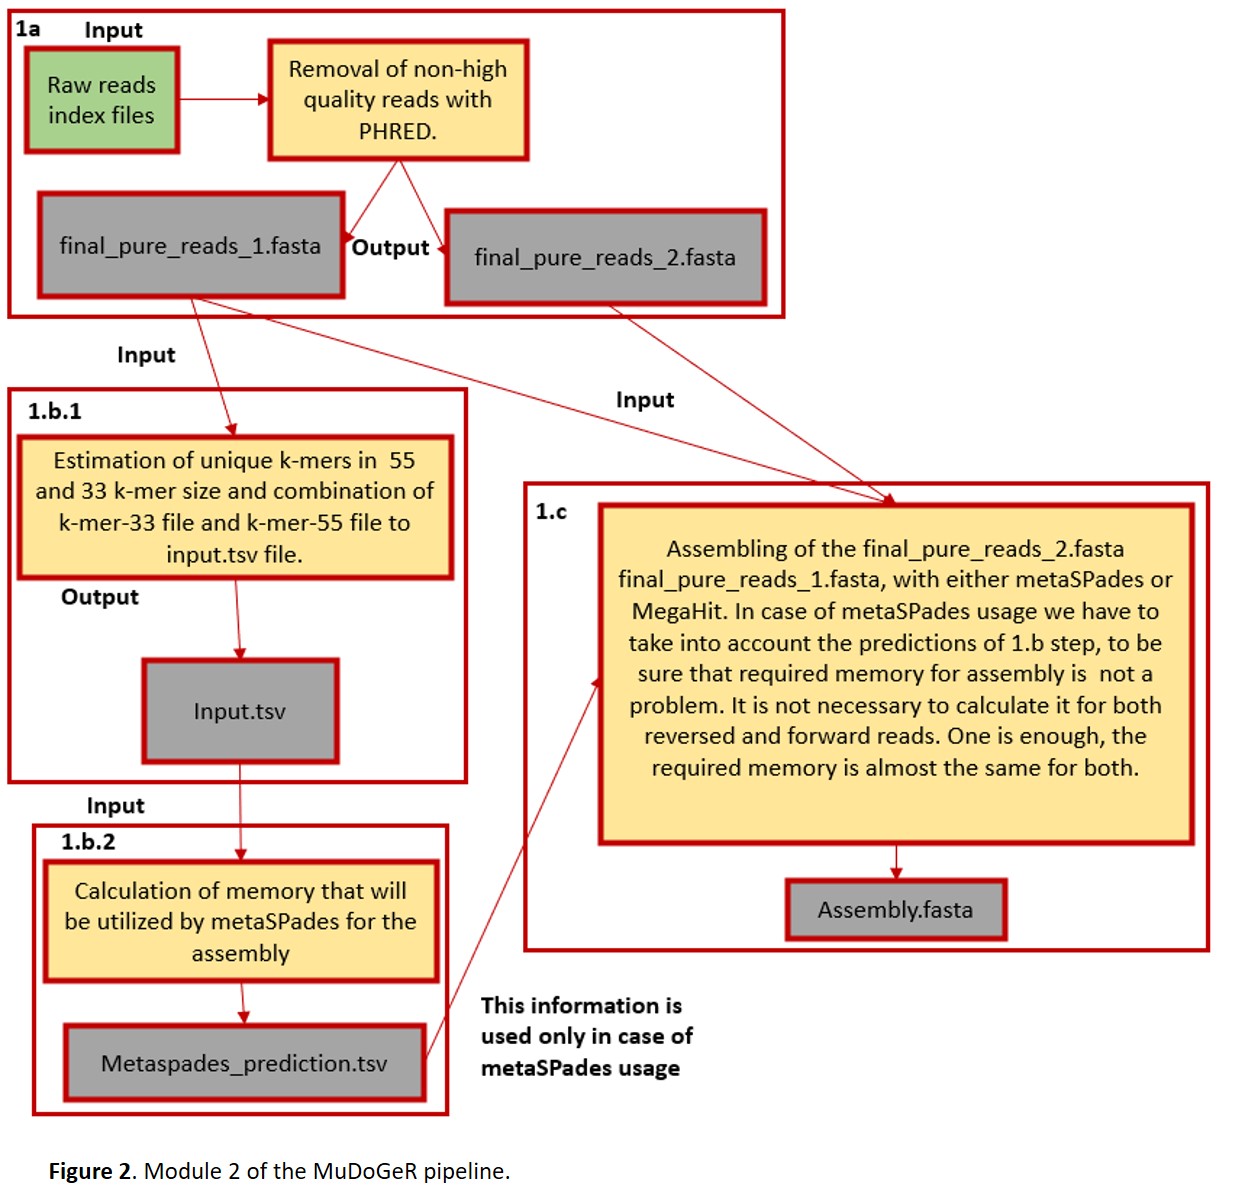 1a
Input
Raw reads
index files
Removal of non-high
quality reads with
PHRED.
final_pure_reads_1.fasta
Output
final_pure_reads_2.fasta
Input
Input
1.b.1
Estimation of unique k-mers in  55
and 33 k-mer size and combination of
k-mer-33 file and k-mer-55 file to
input.tsv file.
Output
Input.tsv
Input
1.b.2
Calculation of memory that will
be utilized by metaSPades for the
assembly
Metaspades_prediction.tsv
This information is
used only in case of
metaSPades usage
1.c
Assembling of the final_pure_reads_2.fasta
final_pure_reads_1.fasta, with either metaSPades or
MegaHit. In case of metaSPades usage we have to
take into account the predictions of 1.b step, to be
sure that required memory for assembly is  not a
problem. It is not necessary to calculate it for both
reversed and forward reads. One is enough, the
required memory is almost the same for both.
Assembly.fasta
Figure 2. Module 2 of the MuDoGeR pipeline.